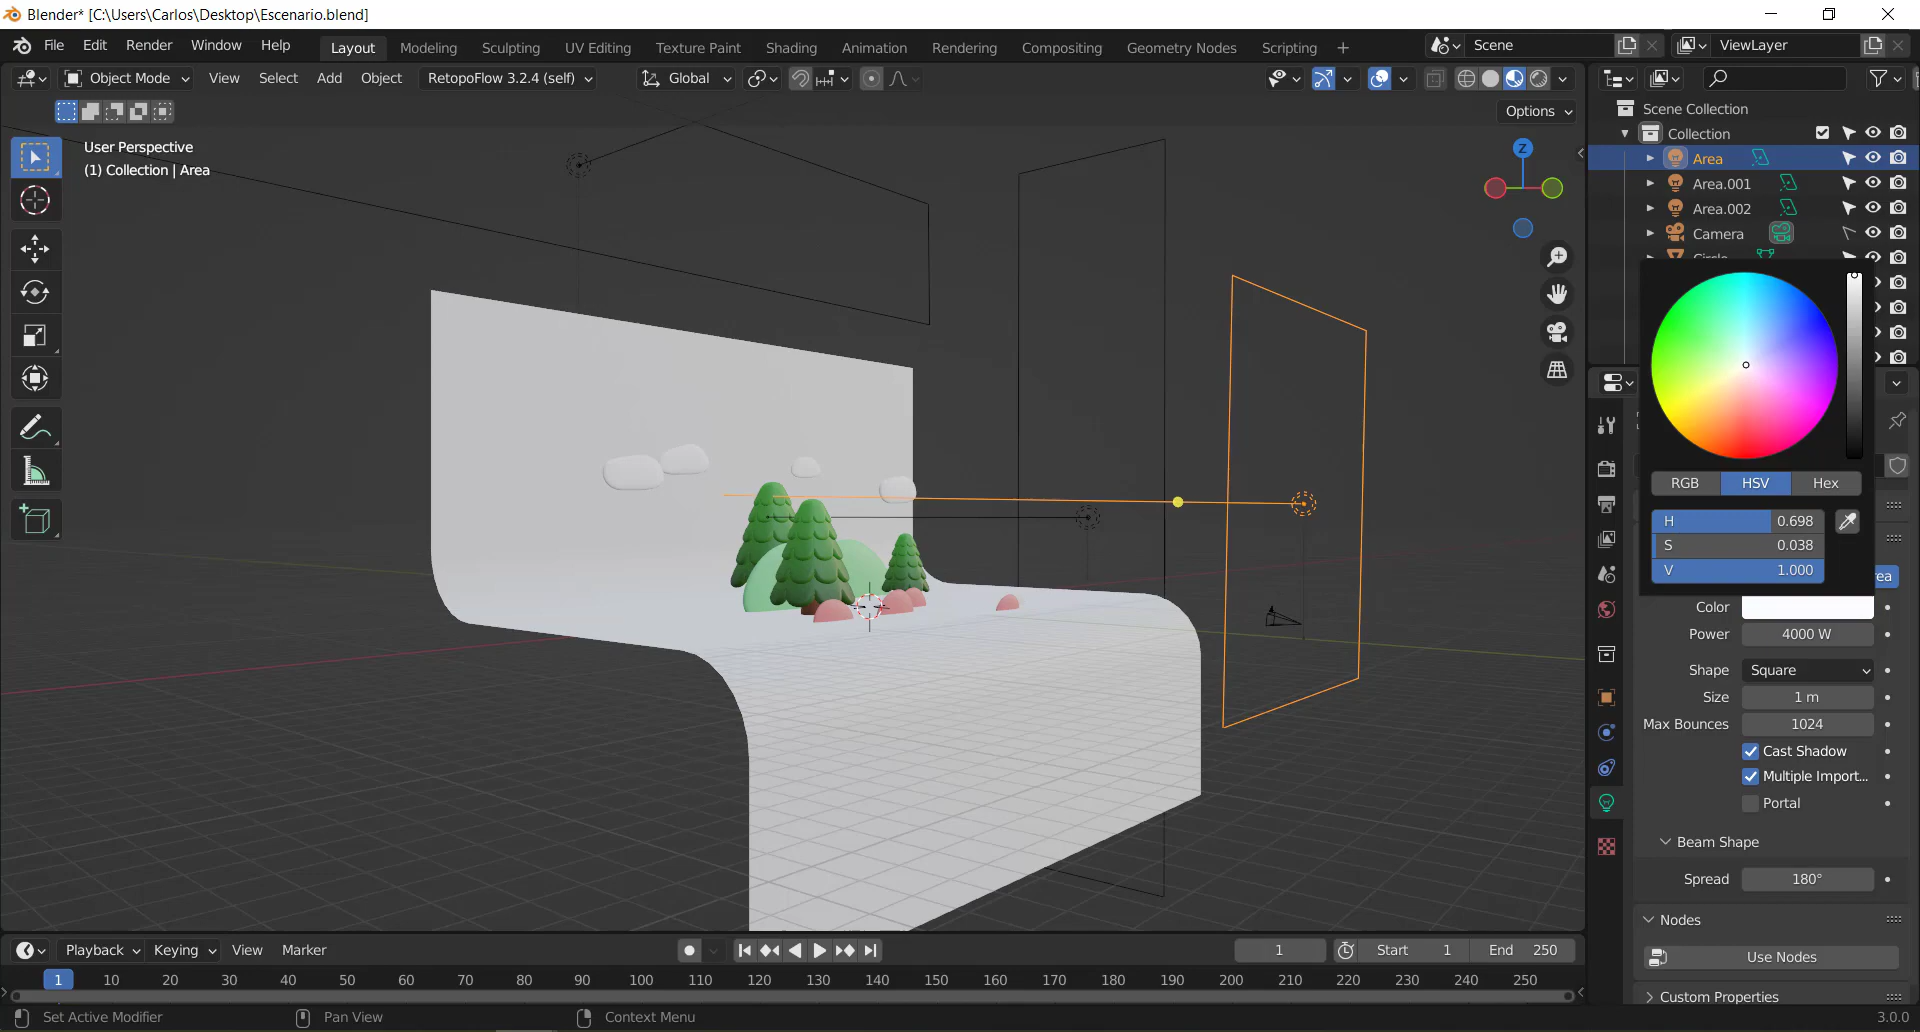 Blender* [C:\Users\Carlos\Desktop\Escenario.blend]
File Edit Render Window Help Layout Modeling Sculpting UV Editing Texture Paint Shading Animation Rendering Compositing Geometry Nodes Scripting + Scene ViewLayer
Object Mode View Select Add Object RetopoFlow 3.2.4 (self) Global
Options
User Perspective
(1) Collection | Area
Z
Scene Collection
Collection
Area
Area.001
Area.002
Camera
Circle
RGB HSV Hex
H 0.698
S 0.038
V 1.000
ea
Color
Power 4000 W
Shape Square
Size 1 m
Max Bounces 1024
Cast Shadow
Multiple Import...
Portal
Beam Shape
Spread 180°
Nodes
Use Nodes
Custom Properties
Playback Keying View Marker 1 Start 1 End 250
1 10 20 30 40 50 60 70 80 90 100 110 120 130 140 150 160 170 180 190 200 210 220 230 240 250
Set Active Modifier Pan View Context Menu 3.0.0